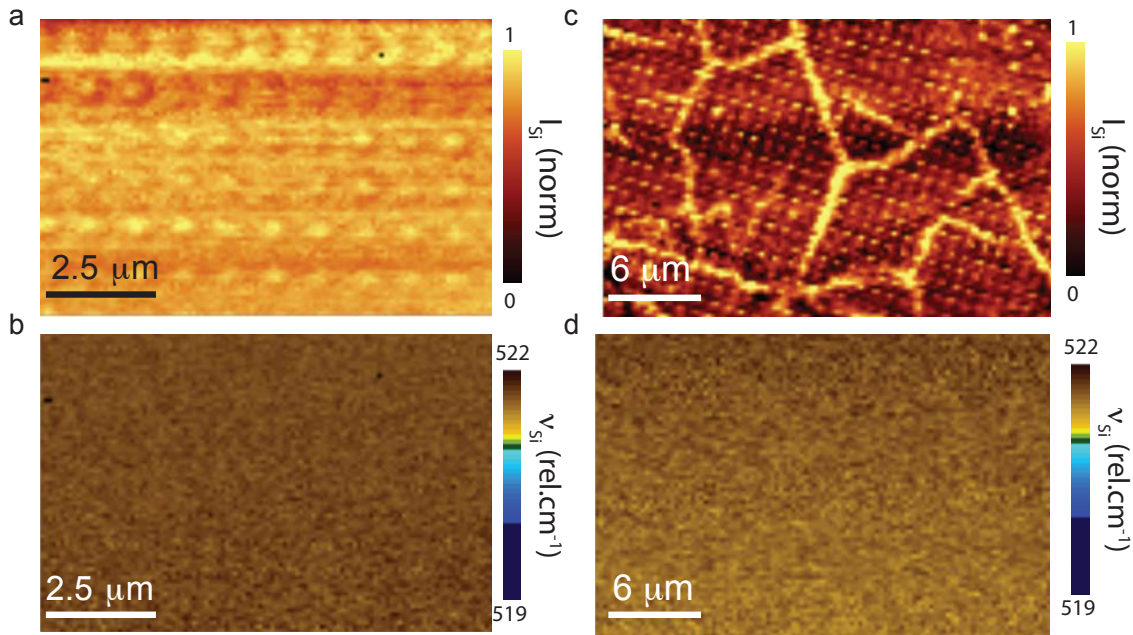 a
1
I Si (norm)
0
2.5 μm
c
1
I Si (norm)
0
6 μm
b
522
ν Si (rel.cm-1)
519
2.5 μm
d
522
ν Si (rel.cm-1)
519
6 μm